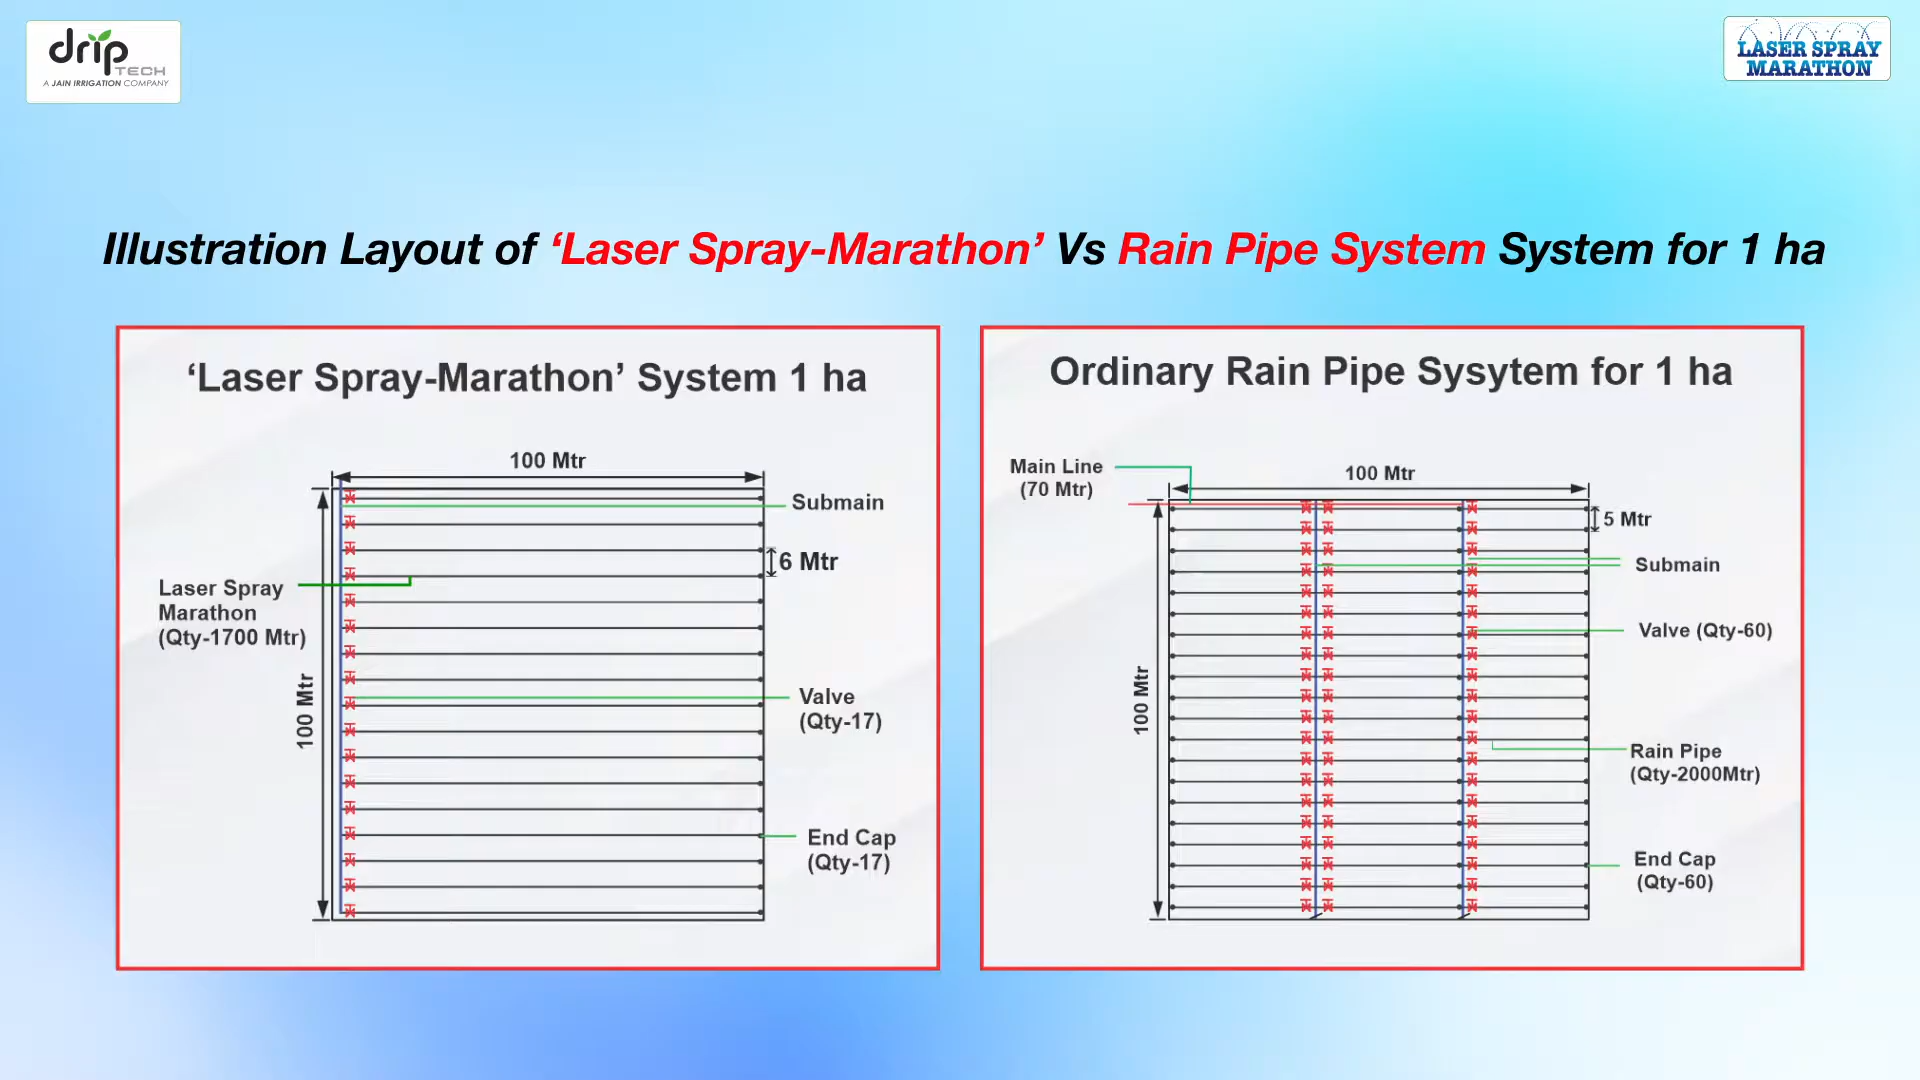 drip
TECH
A JAIN IRRIGATION COMPANY
LASER SPRAY
MARATHON
Illustration Layout of ‘Laser Spray-Marathon’ Vs Rain Pipe System System for 1 ha
‘Laser Spray-Marathon’ System 1 ha
100 Mtr
Submain
6 Mtr
Laser Spray
Marathon
(Qty-1700 Mtr)
100 Mtr
Valve
(Qty-17)
End Cap
(Qty-17)
Ordinary Rain Pipe Sysytem for 1 ha
Main Line
(70 Mtr)
100 Mtr
5 Mtr
Submain
Valve (Qty-60)
100 Mtr
Rain Pipe
(Qty-2000Mtr)
End Cap
(Qty-60)